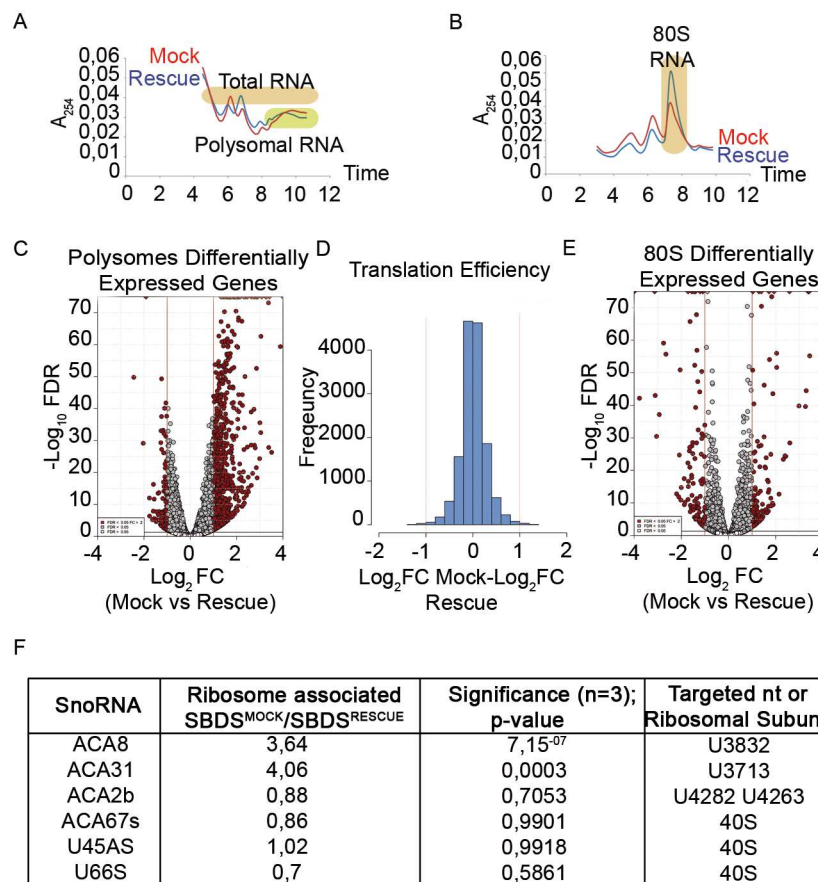 A
Mock
Rescue
Total RNA
Polysomal RNA
A254
0,06
0,05
0,04
0,03
0,02
0,01
0
0 2 4 6 8 10 12
Time
B
80S
RNA
A254
0,06
0,05
0,04
0,03
0,02
0,01
0
Mock
Rescue
Time
0 2 4 6 8 10 12
C
Polysomes Differentially
Expressed Genes
-Log10 FDR
70
60
50
40
30
20
10
0
-4 -2 0 2 4
Log2 FC
(Mock vs Rescue)
D
Translation Efficiency
Freqeuncy
4000
3000
2000
1000
0
-2 -1 0 1 2
Log2FC Mock-Log2FC
Rescue
E
80S Differentially
Expressed Genes
-Log10 FDR
70
60
50
40
30
20
10
0
-4 -2 0 2 4
Log2 FC
(Mock vs Rescue)
F
SnoRNA Ribosome associated SBDSMOCK/SBDSRESCUE Significance (n=3); p-value Targeted nt or Ribosomal Subun
ACA8 3,64 7,15-07 U3832
ACA31 4,06 0,0003 U3713
ACA2b 0,88 0,7053 U4282 U4263
ACA67s 0,86 0,9901 40S
U45AS 1,02 0,9918 40S
U66S 0,7 0,5861 40S